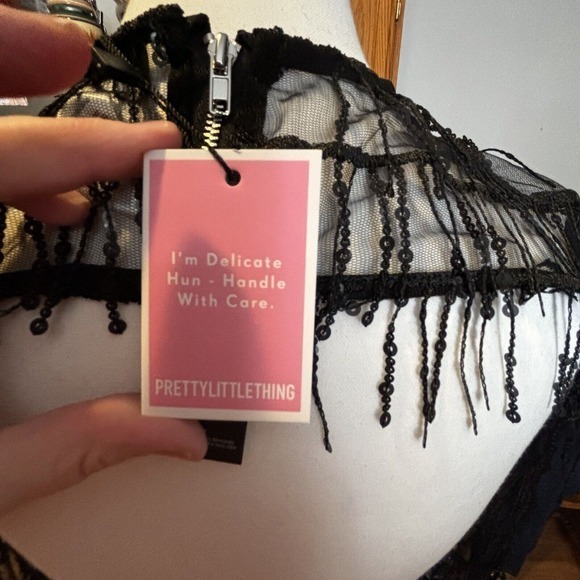 I'm Delicate
Hun - Handle
With Care.
PRETTYLITTLETHING